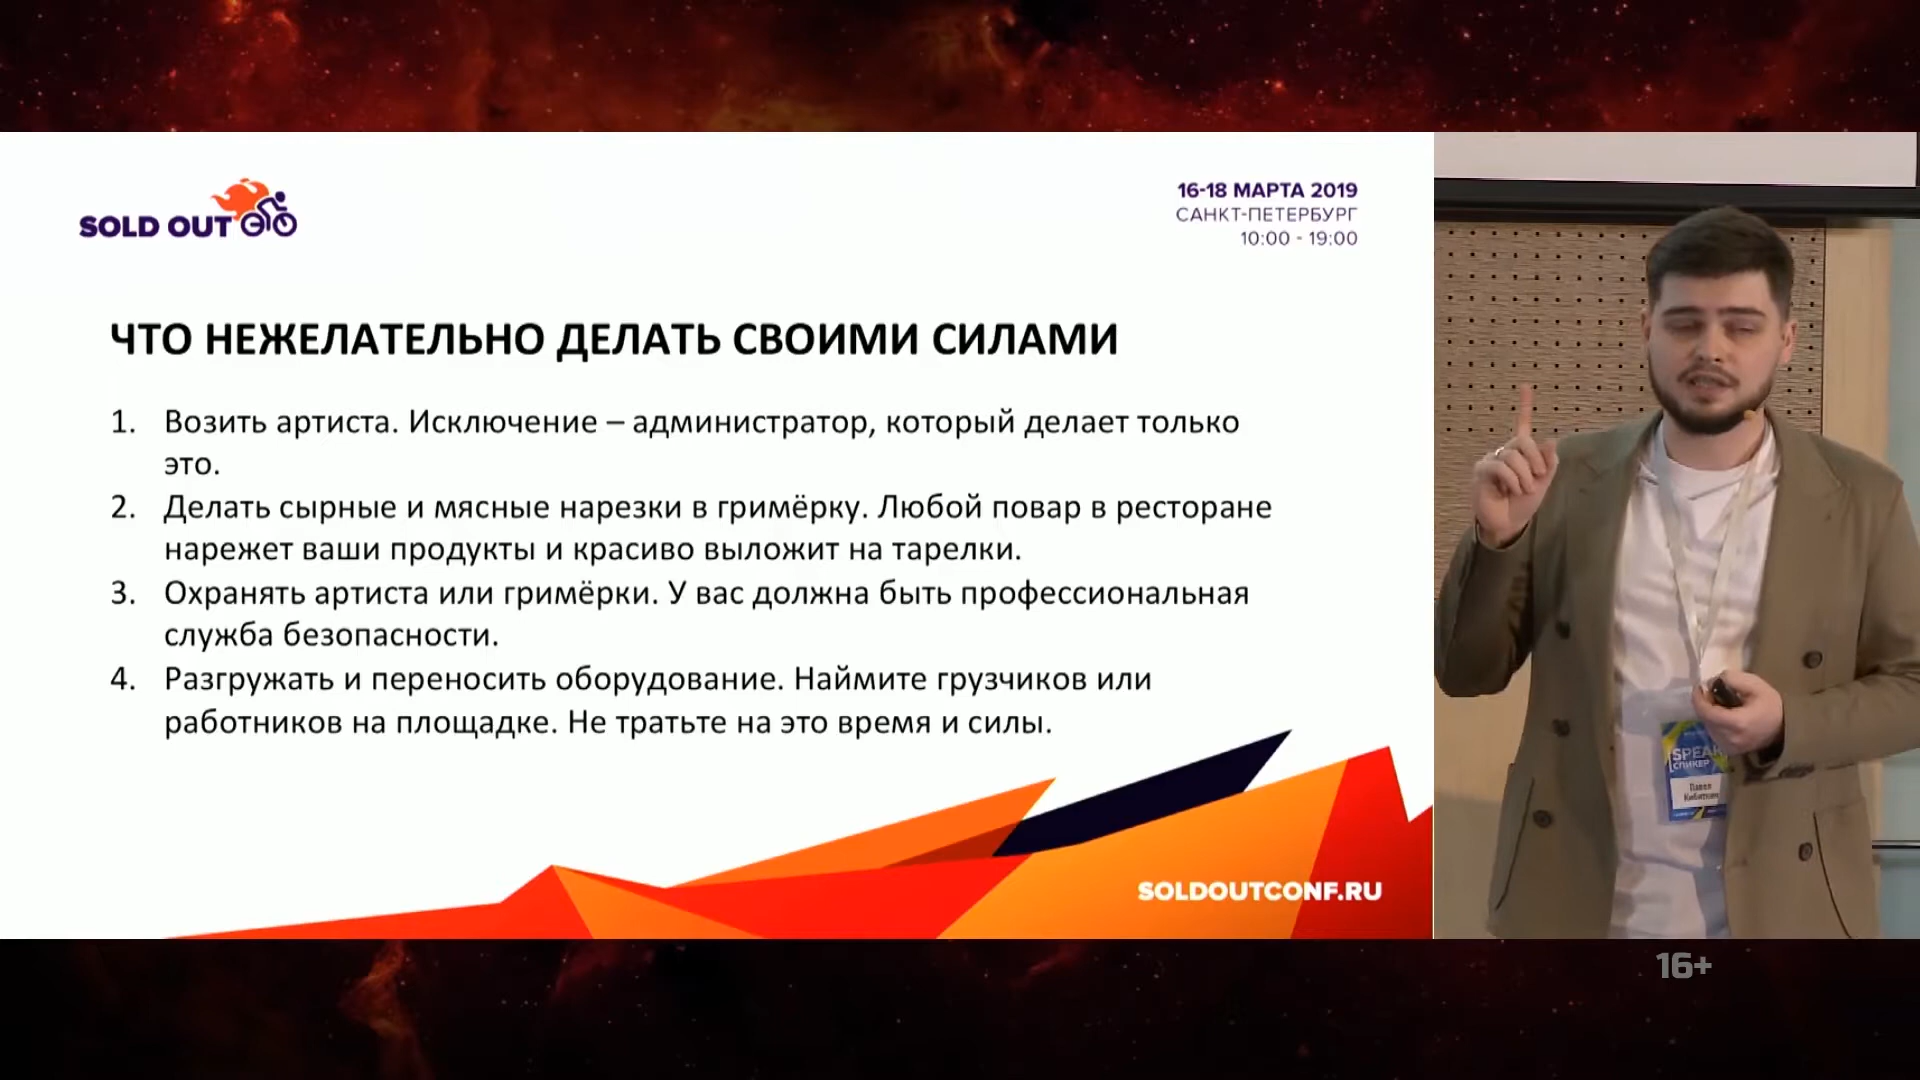 SOLD OUT
16-18 МАРТА 2019
САНКТ-ПЕТЕРБУРГ
10:00 - 19:00
ЧТО НЕЖЕЛАТЕЛЬНО ДЕЛАТЬ СВОИМИ СИЛАМИ
1. Возить артиста. Исключение – администратор, который делает только
это.
2. Делать сырные и мясные нарезки в гримёрку. Любой повар в ресторане
нарежет ваши продукты и красиво выложит на тарелки.
3. Охранять артиста или гримёрки. У вас должна быть профессиональная
служба безопасности.
4. Разгружать и переносить оборудование. Наймите грузчиков или
работников на площадке. Не тратьте на это время и силы.
SOLDOUTCONF.RU
СПИКЕР
Павел
16+